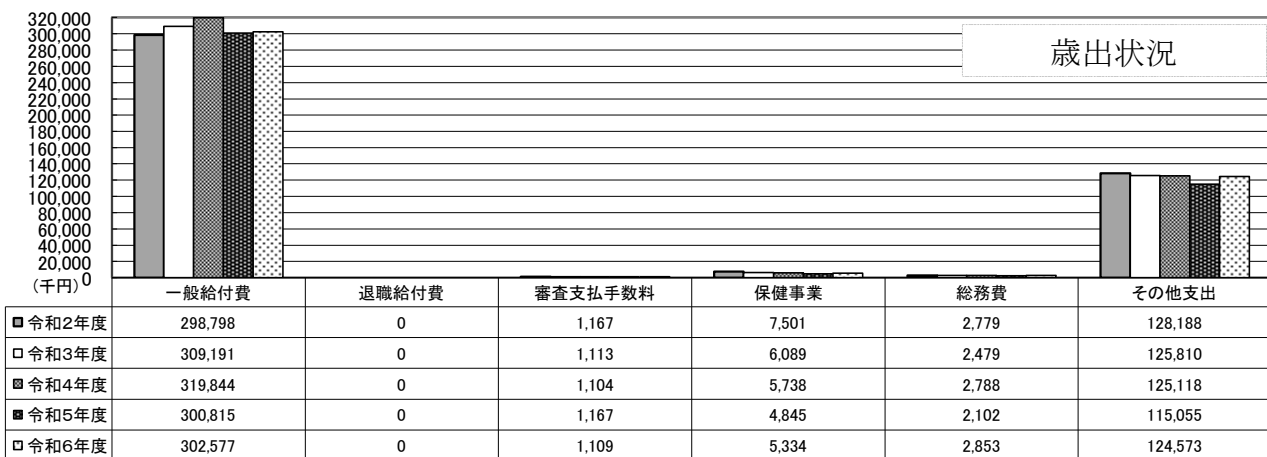 歳出状況
320,000
300,000
280,000
260,000
240,000
220,000
200,000
180,000
160,000
140,000
120,000
100,000
80,000
60,000
40,000
20,000
0
(千円)
一般給付費 退職給付費 審査支払手数料 保健事業 総務費 その他支出
令和2年度 298,798 0 1,167 7,501 2,779 128,188
令和3年度 309,191 0 1,113 6,089 2,479 125,810
令和4年度 319,844 0 1,104 5,738 2,788 125,118
令和5年度 300,815 0 1,167 4,845 2,102 115,055
令和6年度 302,577 0 1,109 5,334 2,853 124,573